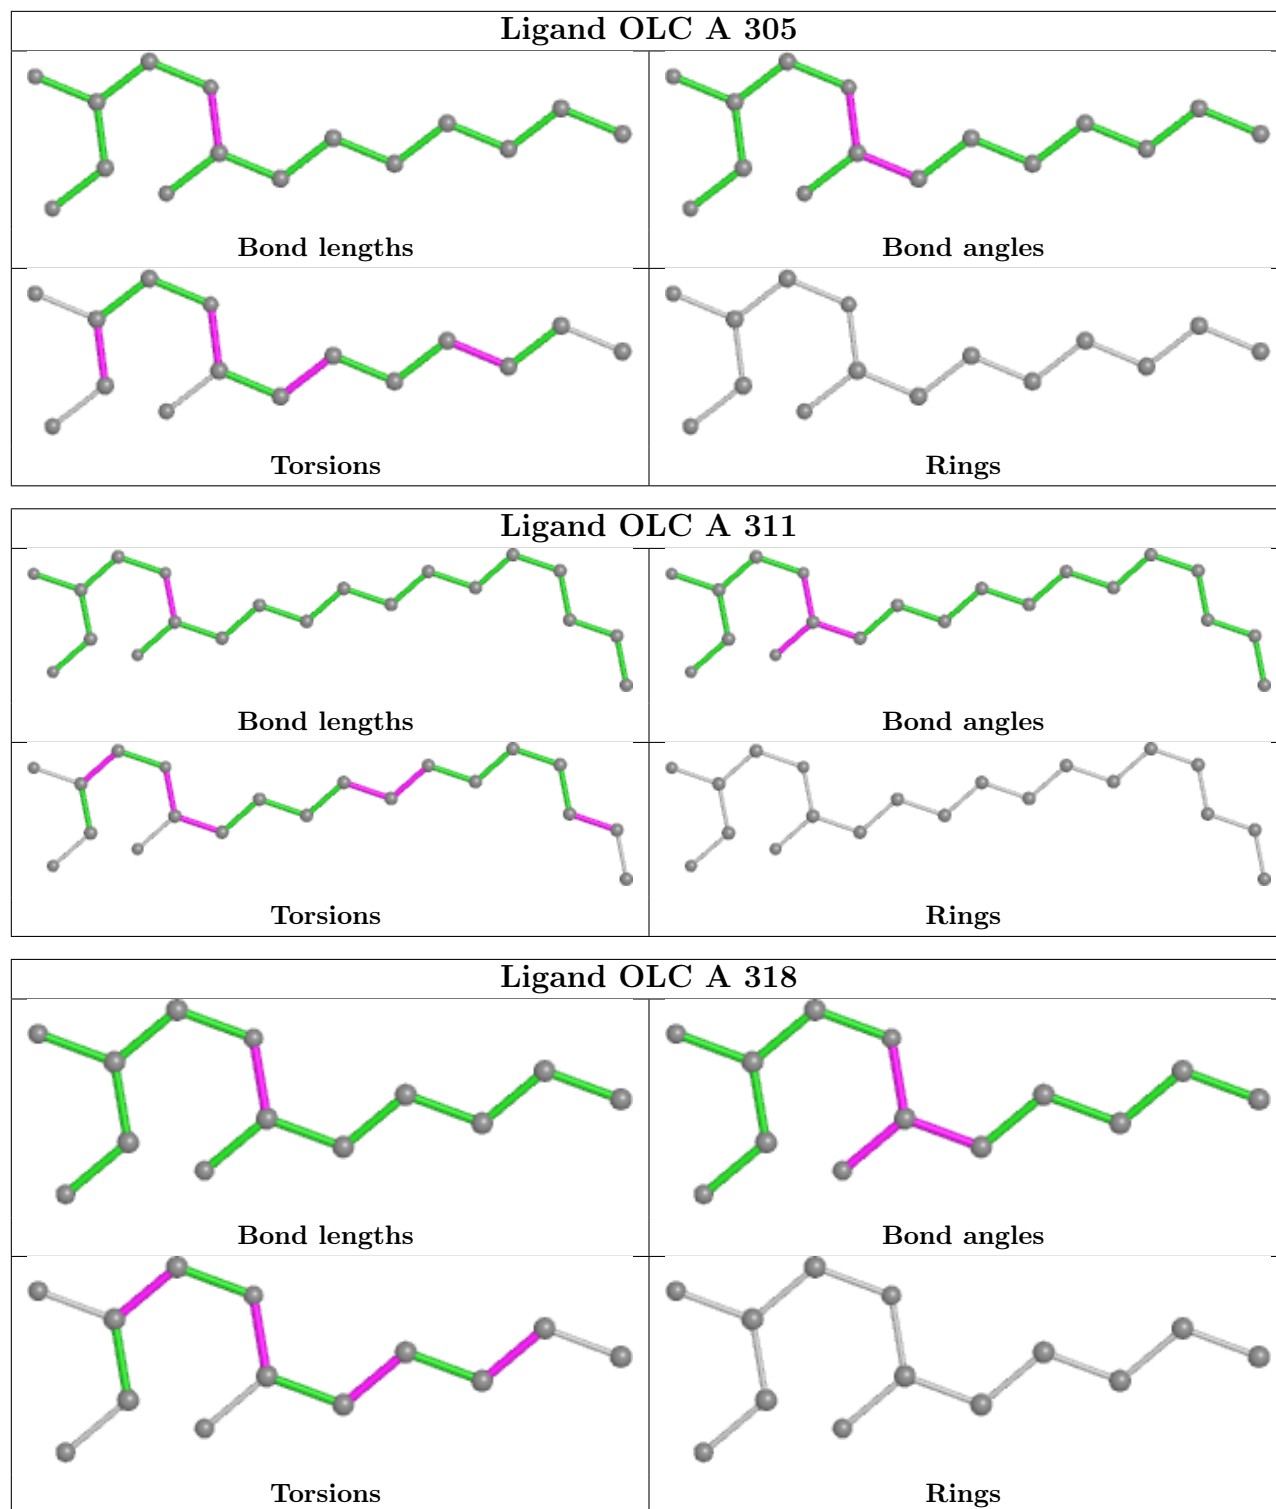 Ligand OLC A 305
Bond lengths
Bond angles
Torsions
Rings
Ligand OLC A 311
Bond lengths
Bond angles
Torsions
Rings
Ligand OLC A 318
Bond lengths
Bond angles
Torsions
Rings